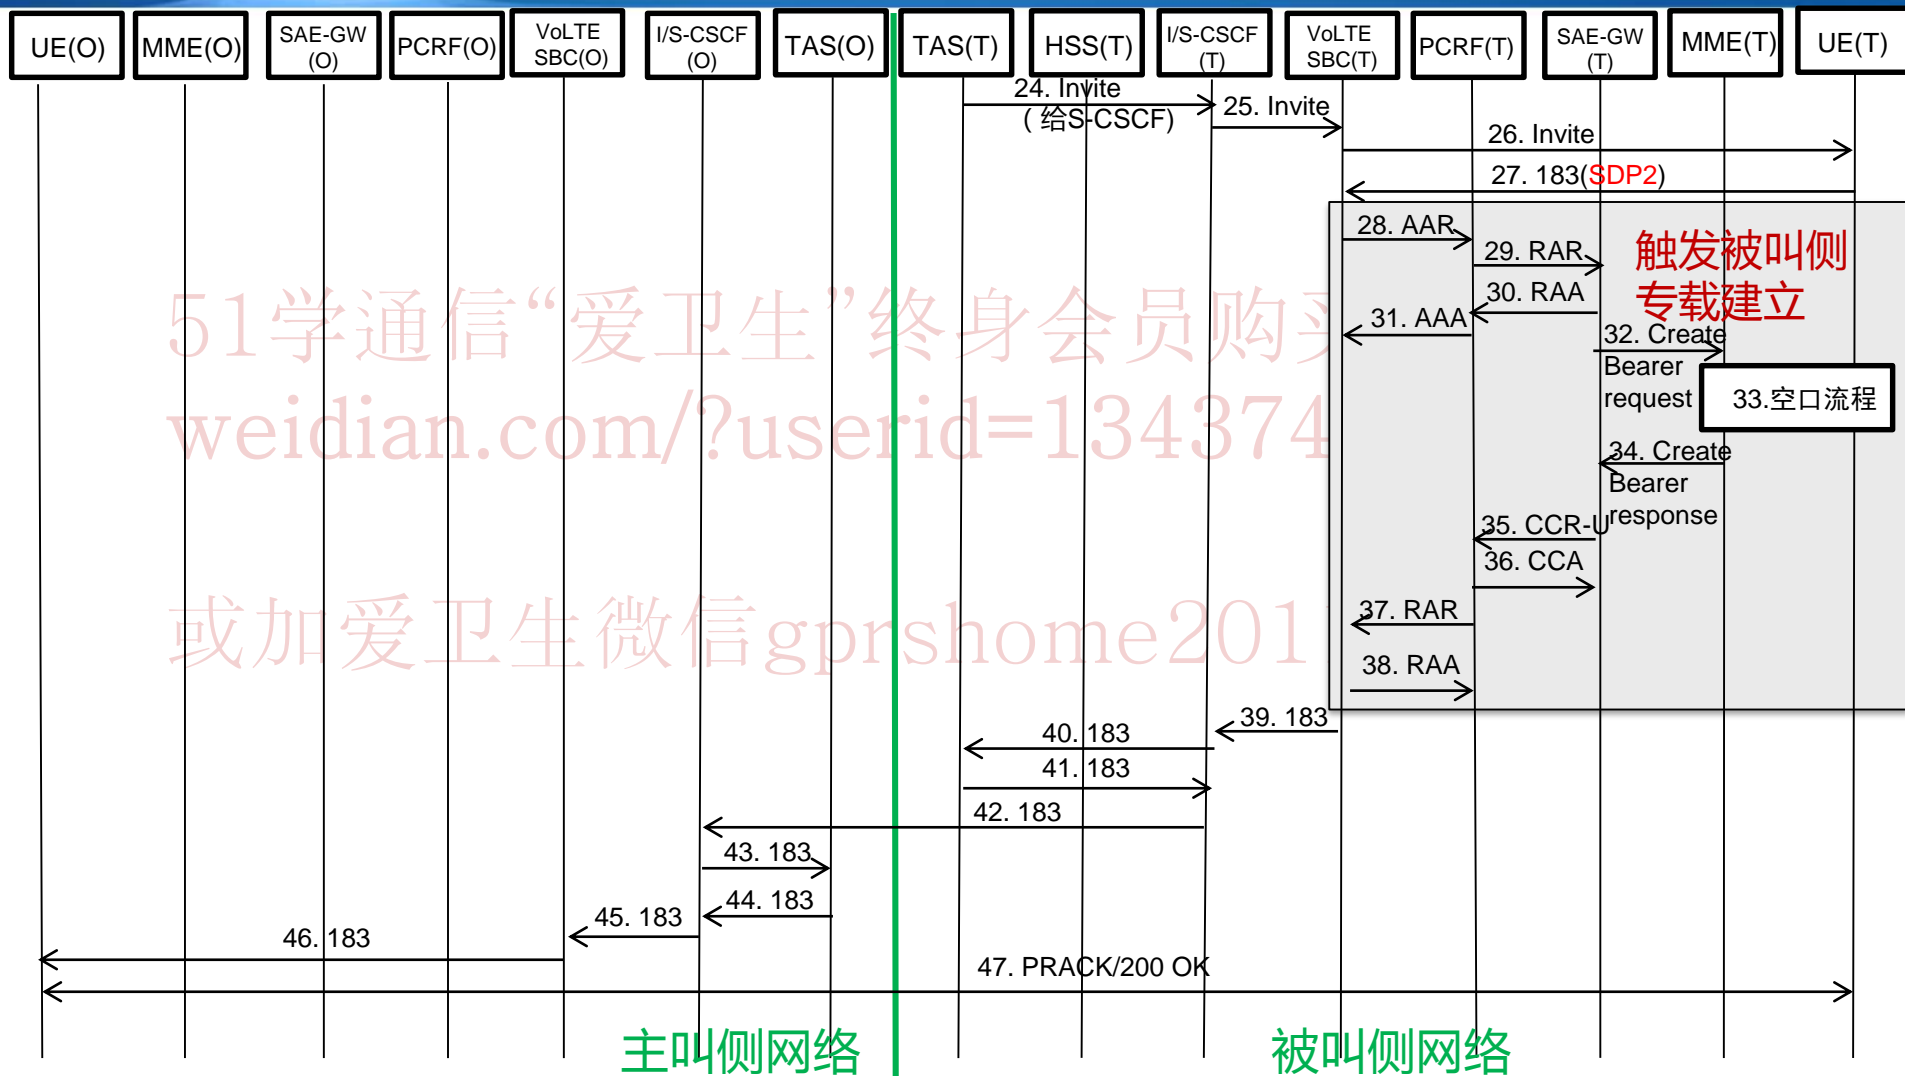 UE(O)
MME(O)
SAE-GW
(O)
PCRF(O)
VoLTE
SBC(O)
I/S-CSCF
(O)
TAS(O)
TAS(T)
HSS(T)
I/S-CSCF
(T)
VoLTE
SBC(T)
PCRF(T)
SAE-GW
(T)
MME(T)
UE(T)
24. Invite
( 给S-CSCF)
25. Invite
26. Invite
27. 183(SDP2)
28. AAR
29. RAR
触发被叫侧
专载建立
30. RAA
31. AAA
32. Create
Bearer
request
33.空口流程
34. Create
Bearer
response
35. CCR-U
36. CCA
37. RAR
38. RAA
39. 183
40. 183
41. 183
42. 183
43. 183
44. 183
45. 183
46. 183
47. PRACK/200 OK
主叫侧网络
被叫侧网络
51学通信“爱卫生”终身会员购买
weidian.com/?userid=134374
或加爱卫生微信gprshome201